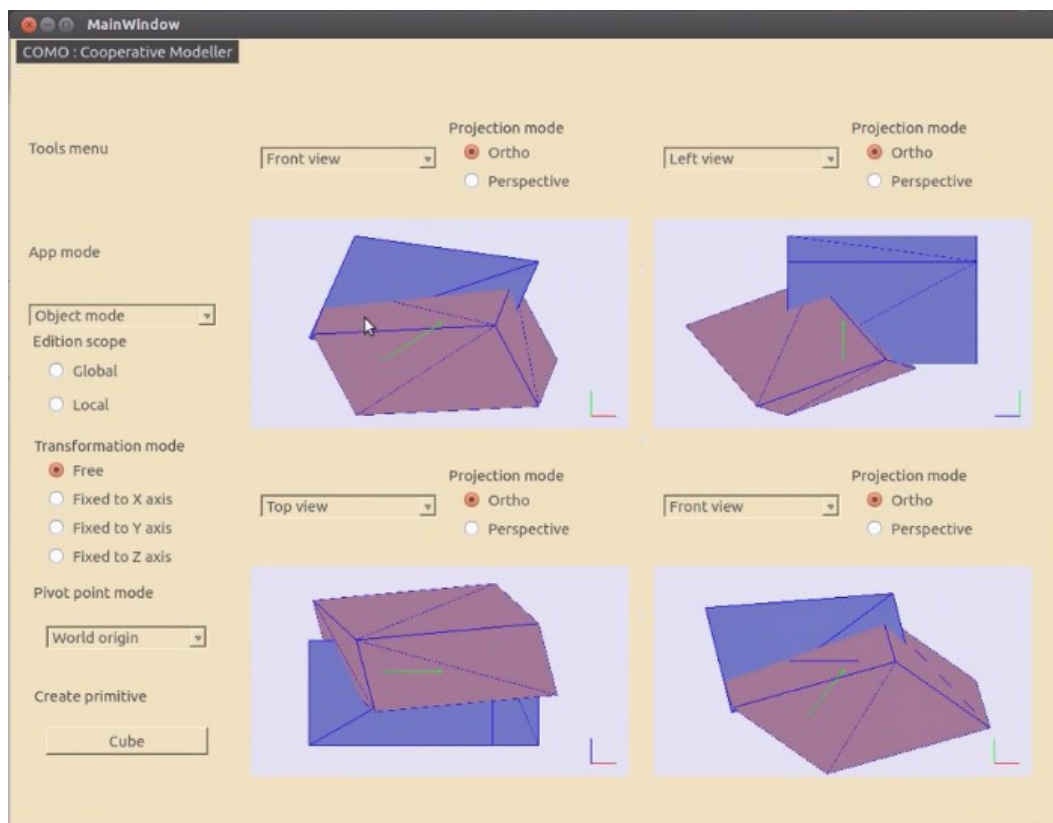 MainWindow
COMO : Cooperative Modeller
Tools menu
Front view
Projection mode
Ortho
Perspective
Left view
Projection mode
Ortho
Perspective
App mode
Object mode
Edition scope
Global
Local
Transformation mode
Free
Fixed to X axis
Fixed to Y axis
Fixed to Z axis
Pivot point mode
World origin
Create primitive
Cube
Top view
Projection mode
Ortho
Perspective
Front view
Projection mode
Ortho
Perspective